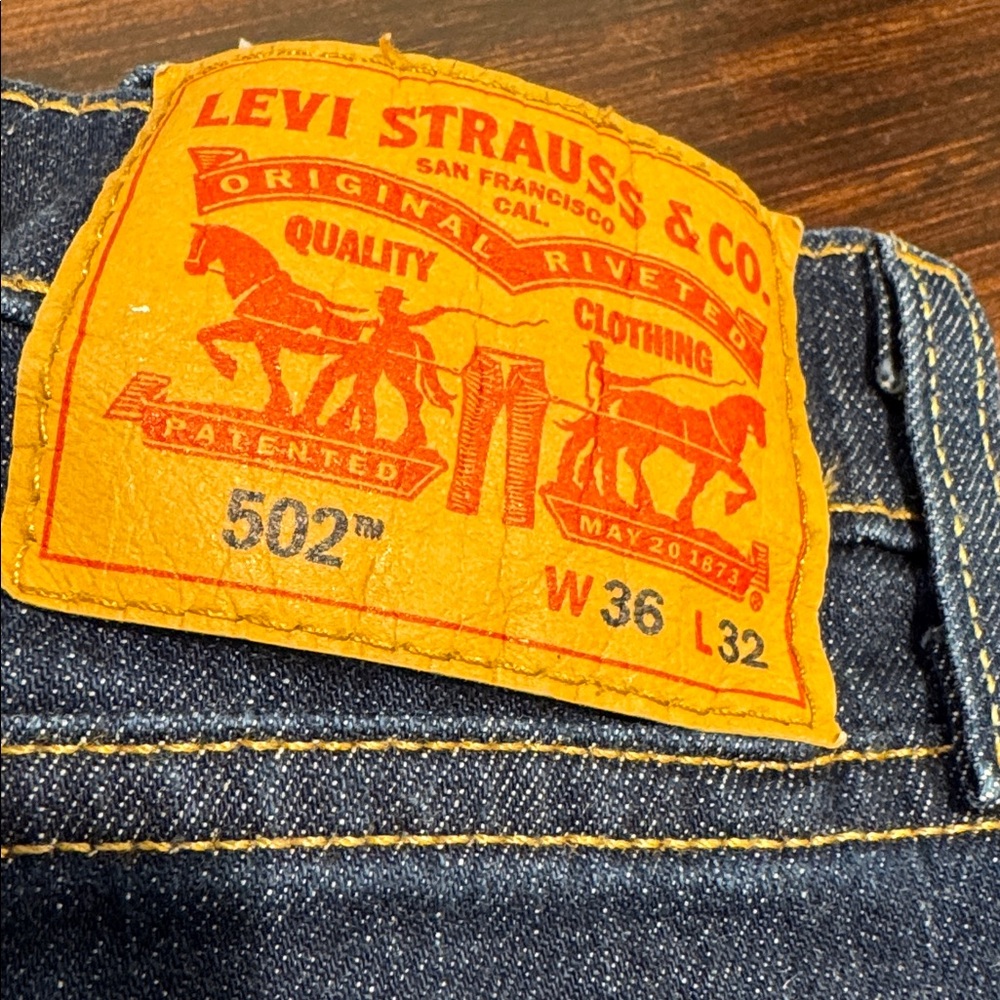 LEVI STRAUSS & CO.
SAN FRANCISCO
CAL.
ORIGINAL RIVETED
QUALITY CLOTHING
PATENTED MAY 20 1873
502™
W 36 L 32
®